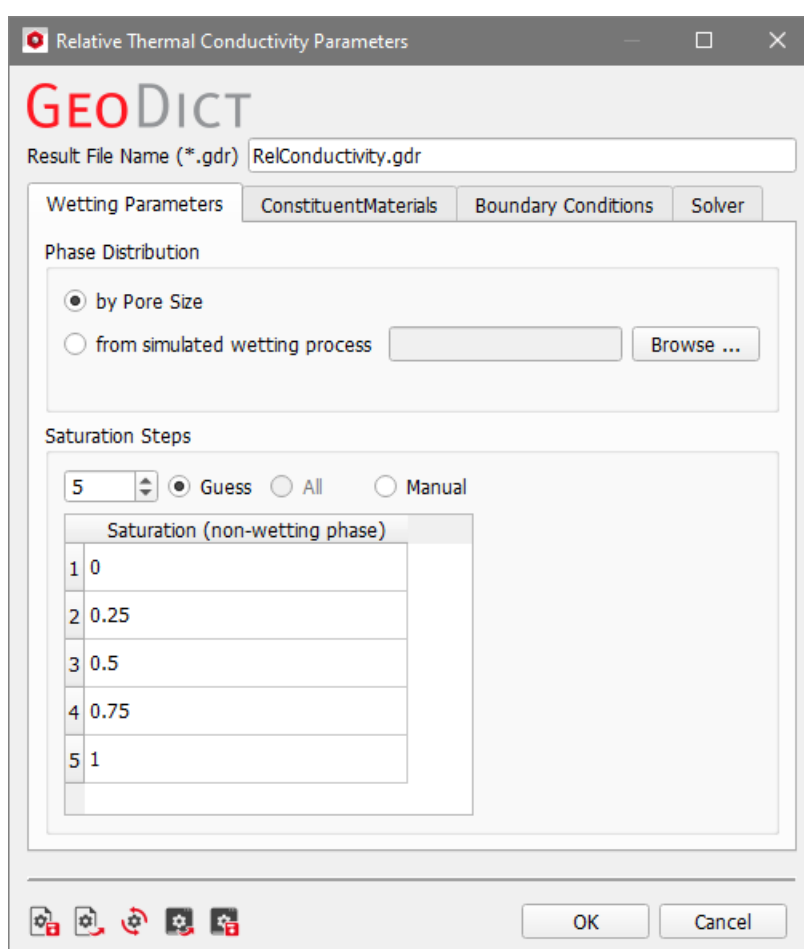 Relative Thermal Conductivity Parameters
GEODICT
Result File Name (*.gdr) RelConductivity.gdr
Wetting Parameters ConstituentMaterials Boundary Conditions Solver
Phase Distribution
by Pore Size
from simulated wetting process Browse ...
Saturation Steps
5 Guess All Manual
Saturation (non-wetting phase)
1 0
2 0.25
3 0.5
4 0.75
5 1
OK Cancel